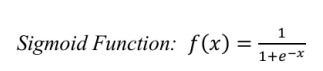 Sigmoid Function: f(x) = 1/(1+e^{-x})